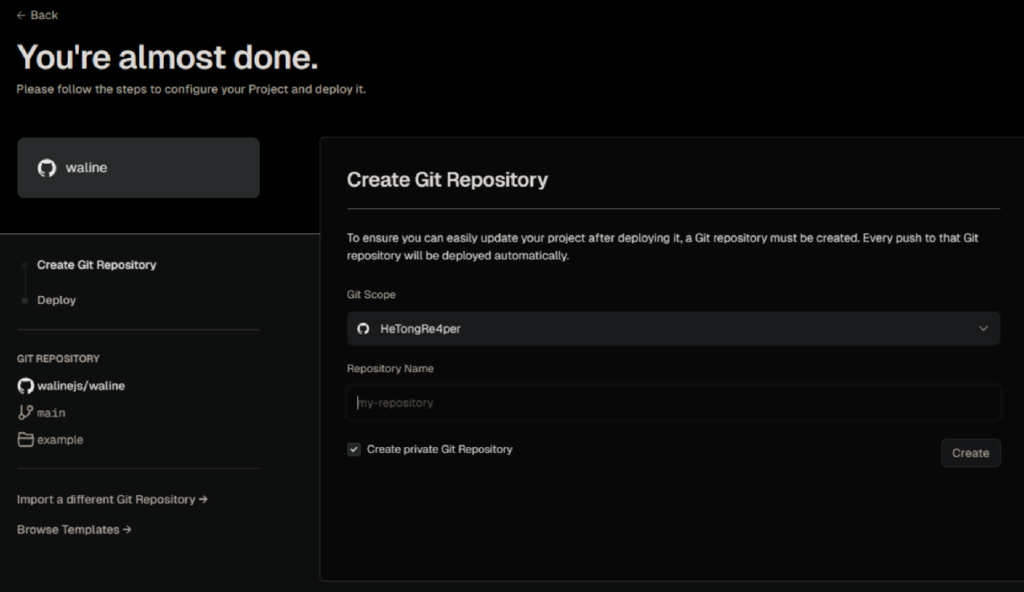 ← Back
You're almost done.
Please follow the steps to configure your Project and deploy it.
waline
Create Git Repository
Deploy
GIT REPOSITORY
walinejs/waline
main
example
Import a different Git Repository →
Browse Templates →
Create Git Repository
To ensure you can easily update your project after deploying it, a Git repository must be created. Every push to that Git
repository will be deployed automatically.
Git Scope
HeTongRe4per
Repository Name
my-repository
Create private Git Repository
Create